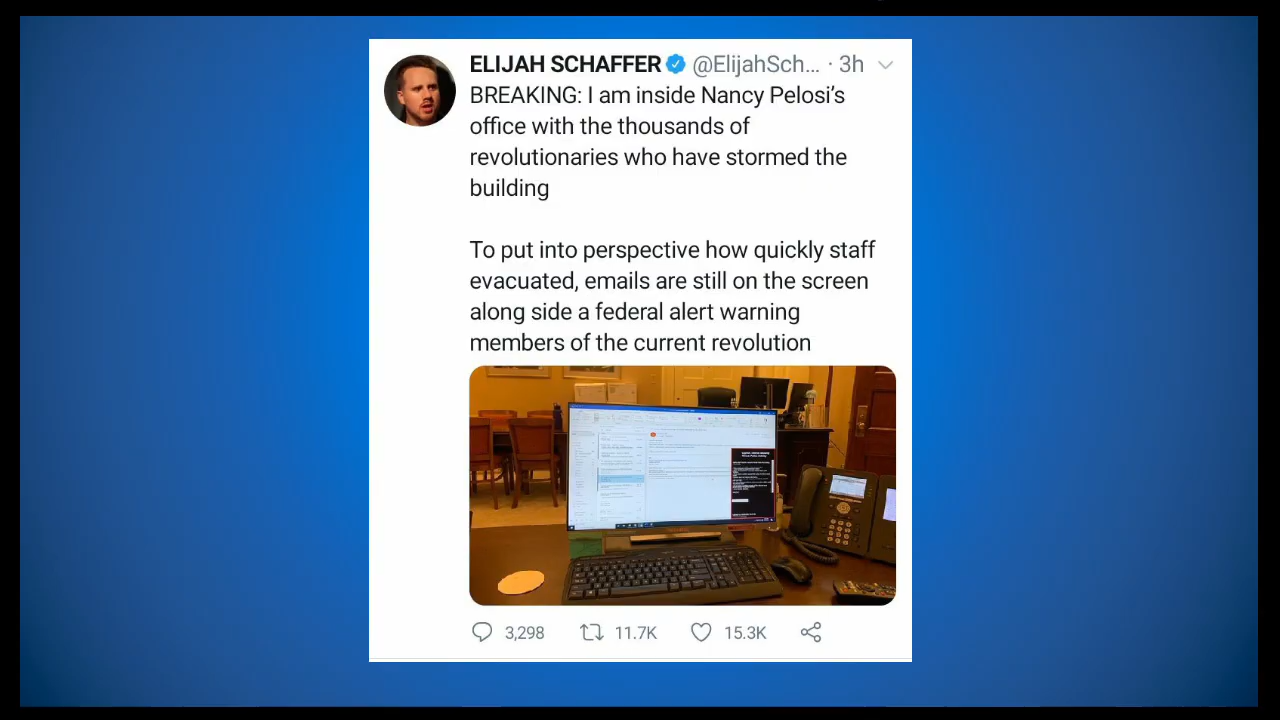 ELIJAH SCHAFFER @ElijahSch... · 3h
BREAKING: I am inside Nancy Pelosi's
office with the thousands of
revolutionaries who have stormed the
building
To put into perspective how quickly staff
evacuated, emails are still on the screen
along side a federal alert warning
members of the current revolution
3,298 11.7K 15.3K